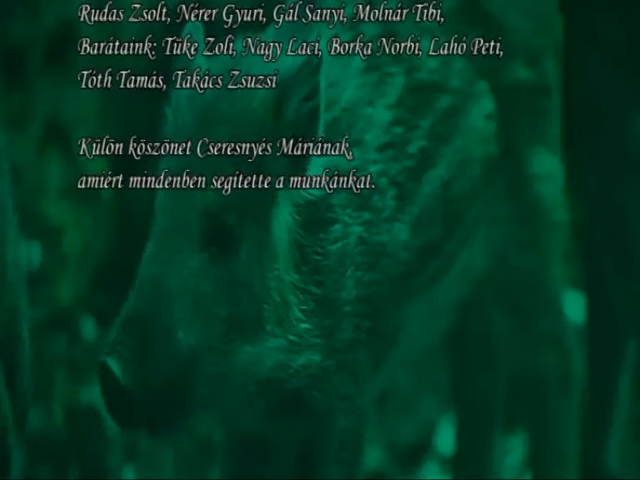 Rudas Zsolt, Nérer Gyuri, Gál Sanyi, Molnár Tibi,
Barátaink: Tüke Zoli, Nagy Laci, Borka Norbi, Lahó Peti,
Tóth Tamás, Takács Zsuzsi
Külön köszönet Cseresnyés Máriának,
amiért mindenben segítette a munkánkat.